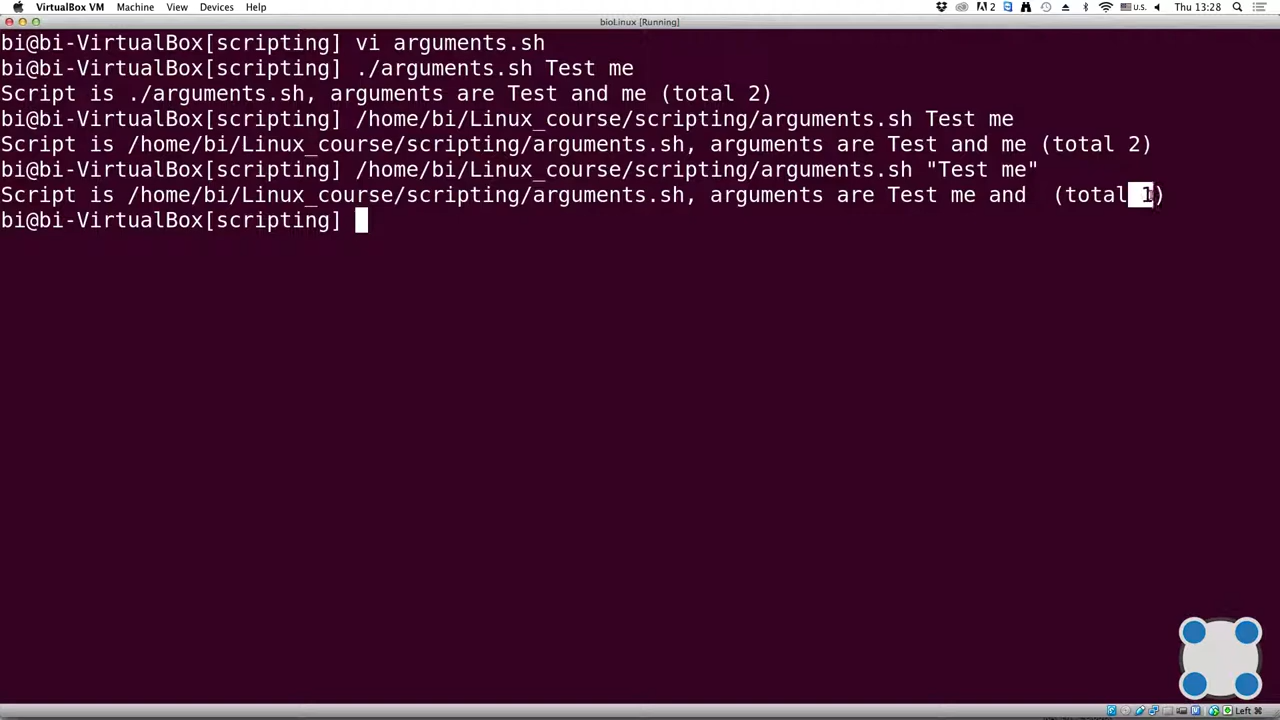 VirtualBox VM Machine View Devices Help 2 U.S. Thu 13:28
bioLinux [Running]
bi@bi-VirtualBox[scripting] vi arguments.sh
bi@bi-VirtualBox[scripting] ./arguments.sh Test me
Script is ./arguments.sh, arguments are Test and me (total 2)
bi@bi-VirtualBox[scripting] /home/bi/Linux_course/scripting/arguments.sh Test me
Script is /home/bi/Linux_course/scripting/arguments.sh, arguments are Test and me (total 2)
bi@bi-VirtualBox[scripting] /home/bi/Linux_course/scripting/arguments.sh "Test me"
Script is /home/bi/Linux_course/scripting/arguments.sh, arguments are Test me and  (total 1)
bi@bi-VirtualBox[scripting]
Left ⌘